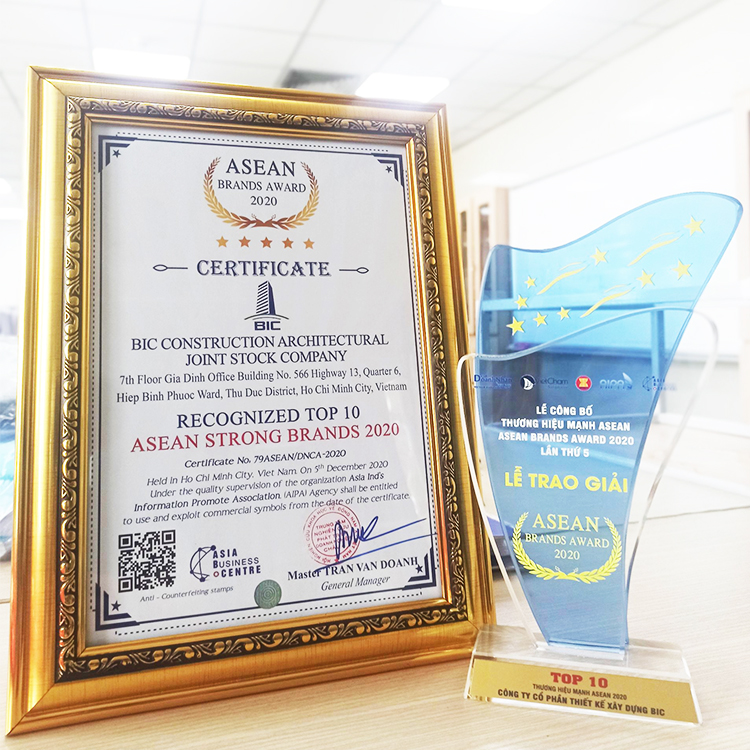 ASEAN
BRANDS AWARD
2020
CERTIFICATE
BIC
BIC CONSTRUCTION ARCHITECTURAL
JOINT STOCK COMPANY
7th Floor Gia Dinh Office Building No. 566 Highway 13, Quarter 6,
Hiep Binh Phuoc Ward, Thu Duc District, Ho Chi Minh City, Vietnam
RECOGNIZED TOP 10
ASEAN STRONG BRANDS 2020
Certificate No. 79ASEAN/DNCA-2020
Held in Ho Chi Minh City, Viet Nam On 5th December 2020
Under the quality supervision of the organization Asia Ind's
Information Promote Association. (AIPA) Agency shall be entitled
to use and exploit commercial symbols from the date of the certificate.
ASIA
BUSINESS
CENTRE
Anti - Counterfeiting stamps
Master TRAN VAN DOANH
General Manager
LỄ CÔNG BỐ
THƯƠNG HIỆU MẠNH ASEAN
ASEAN BRANDS AWARD 2020
LẦN THỨ 5
LỄ TRAO GIẢI
ASEAN
BRANDS AWARD
2020
TOP 10
THƯƠNG HIỆU MẠNH ASEAN 2020
CÔNG TY CỔ PHẦN THIẾT KẾ XÂY DỰNG BIC